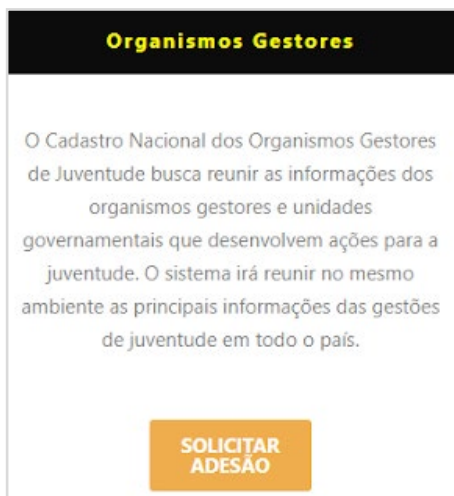 Organismos Gestores
O Cadastro Nacional dos Organismos Gestores
de Juventude busca reunir as informações dos
organismos gestores e unidades
governamentais que desenvolvem ações para a
juventude. O sistema irá reunir no mesmo
ambiente as principais informações das gestões
de juventude em todo o país.
SOLICITAR
ADESÃO